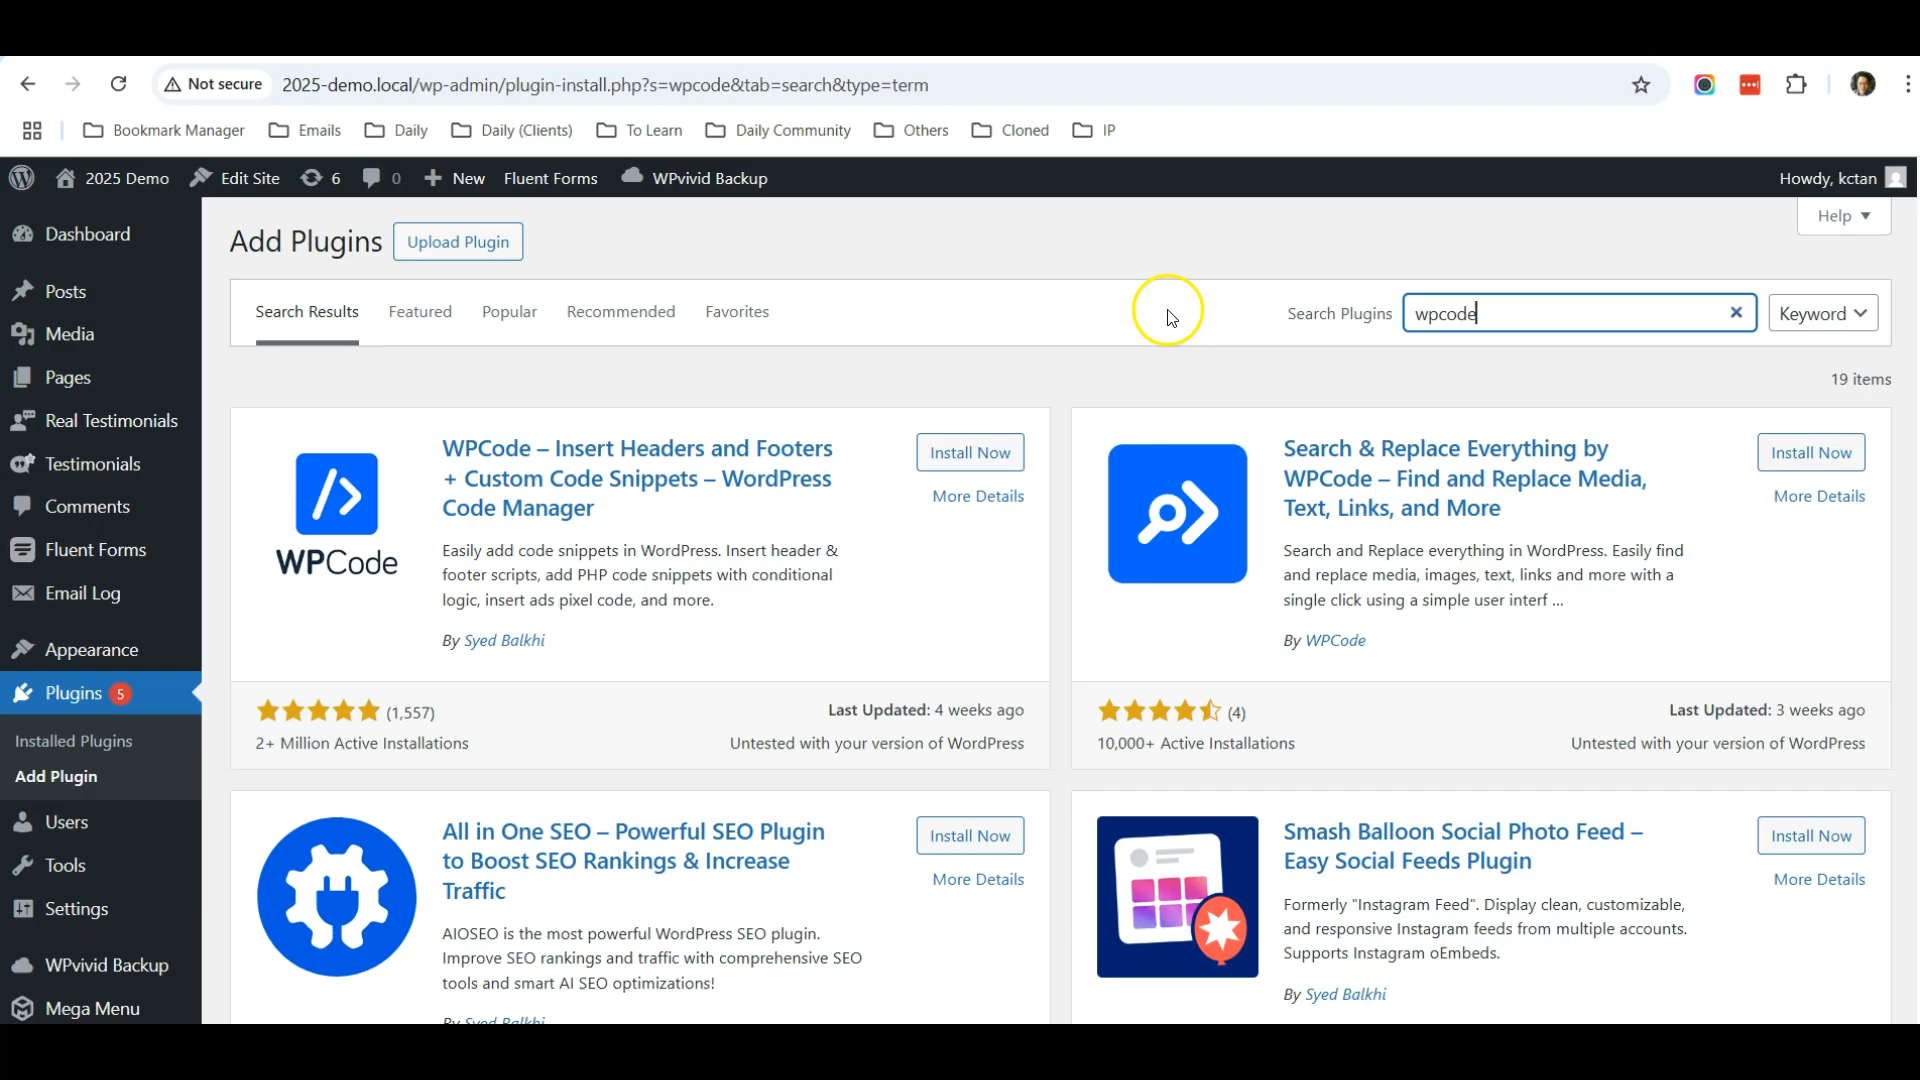 Not secure
2025-demo.local/wp-admin/plugin-install.php?s=wpcode&tab=search&type=term
Bookmark Manager
Emails
Daily
Daily (Clients)
To Learn
Daily Community
Others
Cloned
IP
2025 Demo
Edit Site
6
0
New
Fluent Forms
WPvivid Backup
Howdy, kctan
Dashboard
Posts
Media
Pages
Real Testimonials
Testimonials
Comments
Fluent Forms
Email Log
Appearance
Plugins 5
Installed Plugins
Add Plugin
Users
Tools
Settings
WPvivid Backup
Mega Menu
Help
Add Plugins
Upload Plugin
Search Results
Featured
Popular
Recommended
Favorites
Search Plugins
wpcode
Keyword
19 items
WPCode
WPCode – Insert Headers and Footers
+ Custom Code Snippets – WordPress
Code Manager
Install Now
More Details
Easily add code snippets in WordPress. Insert header &
footer scripts, add PHP code snippets with conditional
logic, insert ads pixel code, and more.
By Syed Balkhi
(1,557)
2+ Million Active Installations
Last Updated: 4 weeks ago
Untested with your version of WordPress
Search & Replace Everything by
WPCode – Find and Replace Media,
Text, Links, and More
Install Now
More Details
Search and Replace everything in WordPress. Easily find
and replace media, images, text, links and more with a
single click using a simple user interf ...
By WPCode
(4)
10,000+ Active Installations
Last Updated: 3 weeks ago
Untested with your version of WordPress
All in One SEO – Powerful SEO Plugin
to Boost SEO Rankings & Increase
Traffic
Install Now
More Details
AIOSEO is the most powerful WordPress SEO plugin.
Improve SEO rankings and traffic with comprehensive SEO
tools and smart AI SEO optimizations!
By Syed Balkhi
Smash Balloon Social Photo Feed –
Easy Social Feeds Plugin
Install Now
More Details
Formerly "Instagram Feed". Display clean, customizable,
and responsive Instagram feeds from multiple accounts.
Supports Instagram oEmbeds.
By Syed Balkhi